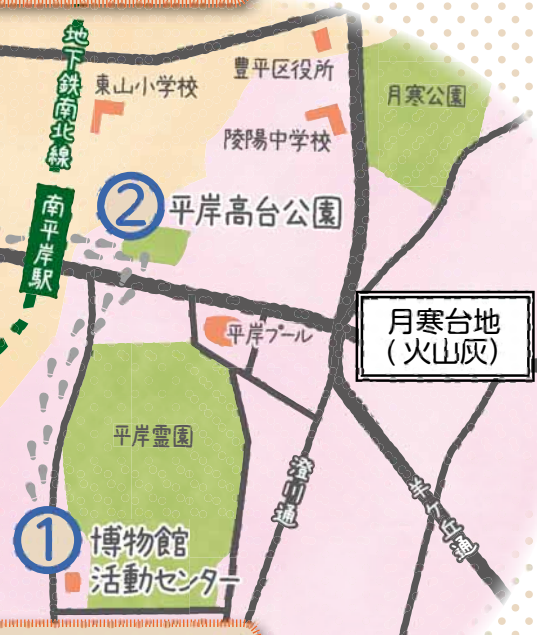 地下鉄南北線
東山小学校
豊平区役所
月寒公園
陵陽中学校
南平岸駅
② 平岸高台公園
月寒台地
（火山灰）
平岸プール
平岸霊園
澄川通
羊ケ丘通
① 博物館
活動センター